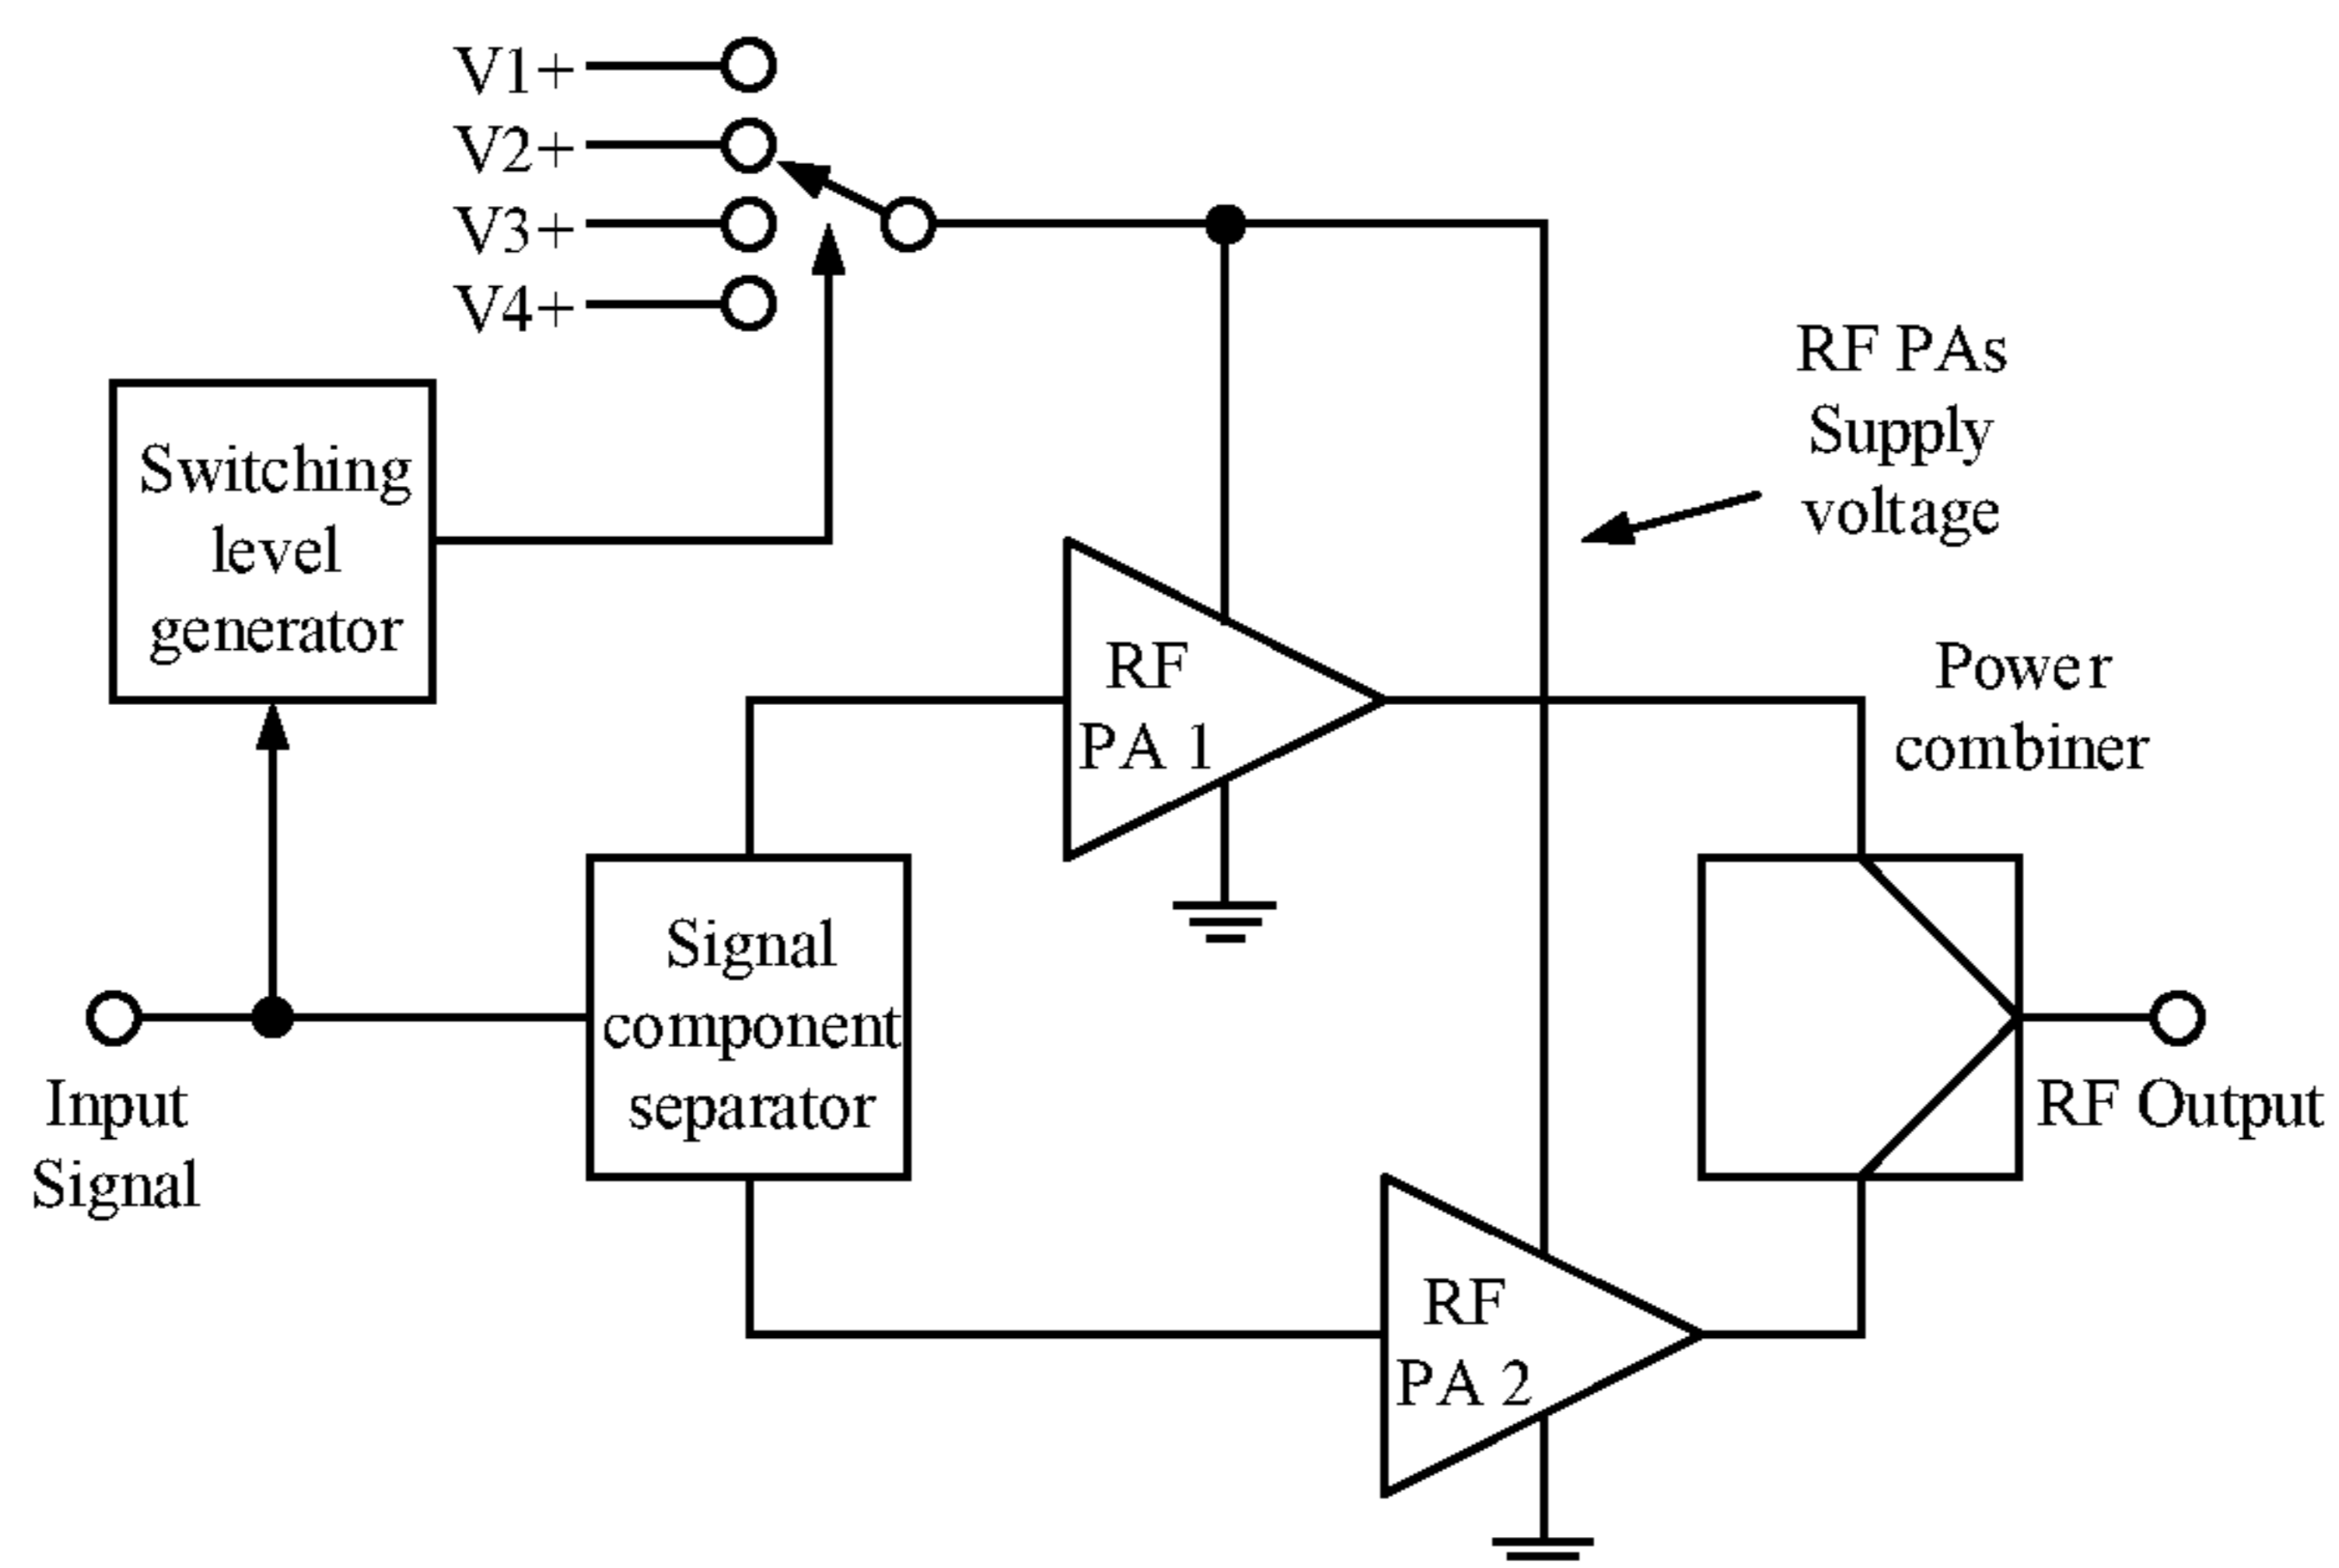 V1+
V2+
V3+
V4+
RF PAs
Supply
voltage
Switching
level
generator
RF
PA 1
Power
combiner
Signal
component
separator
Input
Signal
RF Output
RF
PA 2